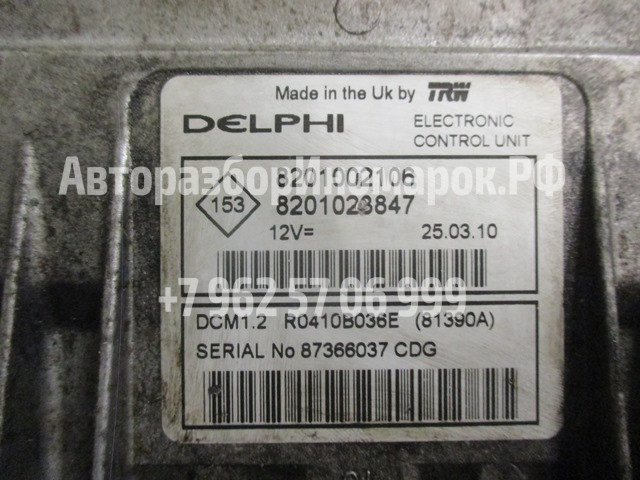 Made in the Uk by TRW
DELPHI
ELECTRONIC
CONTROL UNIT
8201002106
153
8201023847
12V= 25.03.10
DCM1.2 R0410B036E (81390A)
SERIAL No 87366037 CDG
АвторазборИномарок.РФ
+7 962 57 06 999